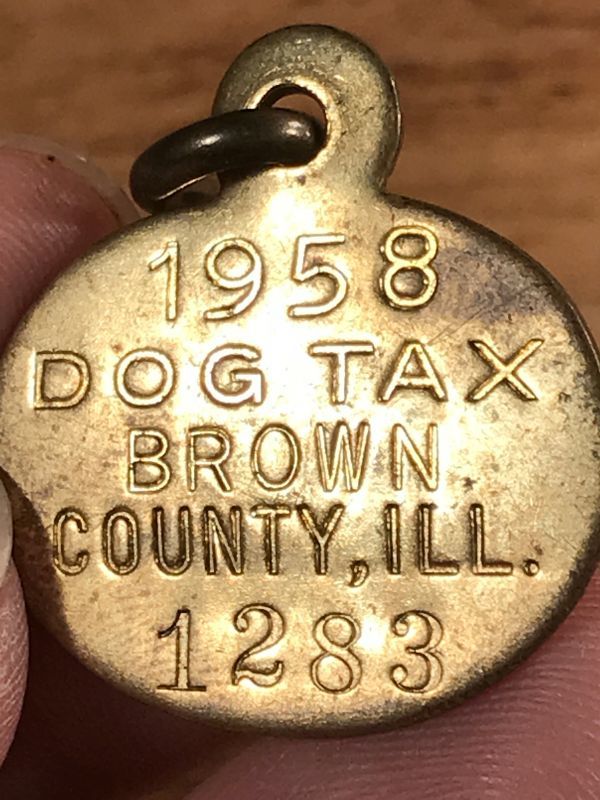 1958
DOG TAX
BROWN
COUNTY, ILL.
1283